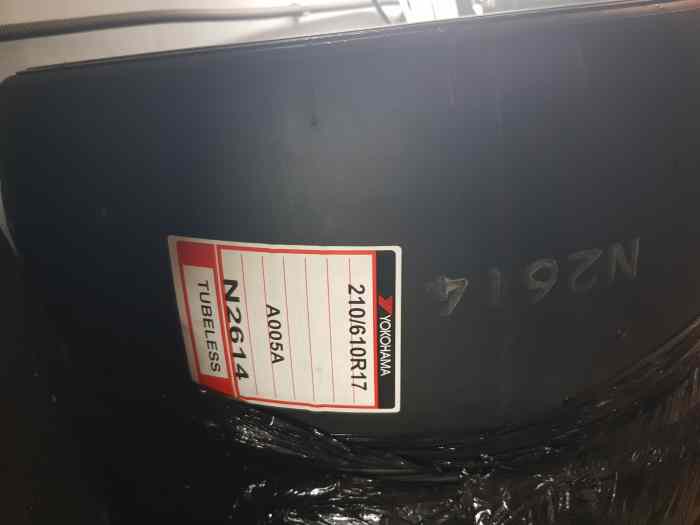 YOKOHAMA
210/610R17
A005A
N2614
TUBELESS
N2614